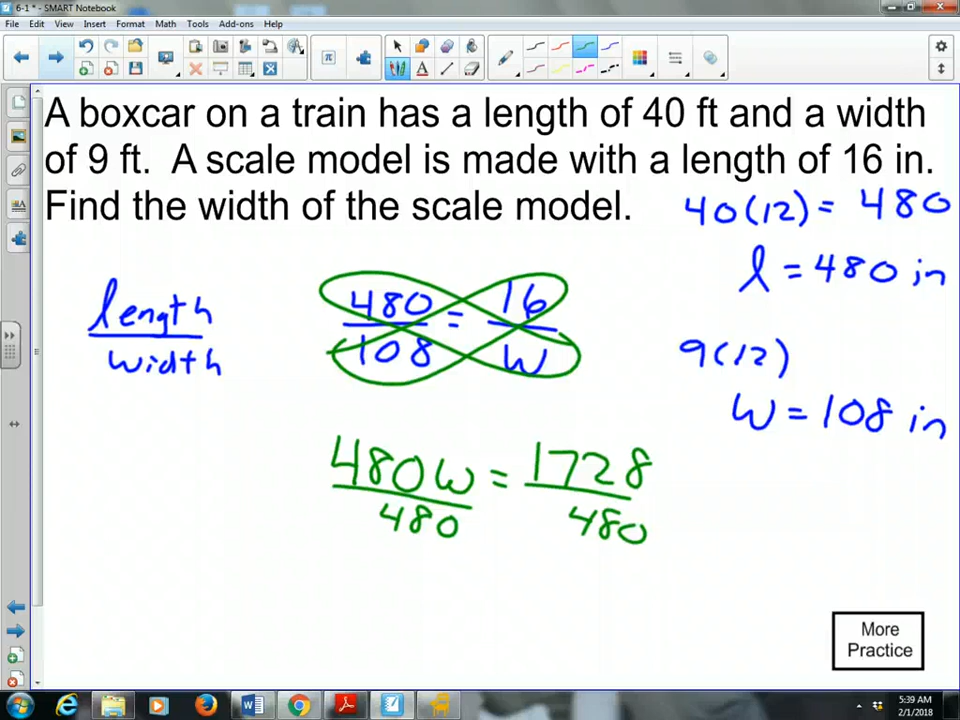 6-1 * - SMART Notebook
File Edit View Insert Format Math Tools Add-ons Help
A boxcar on a train has a length of 40 ft and a width
of 9 ft. A scale model is made with a length of 16 in.
Find the width of the scale model.
40(12) = 480
l = 480 in
length
width
480 = 16
108 w
9(12)
w = 108 in
480w = 1728
480 480
More
Practice
5:39 AM
2/1/2018